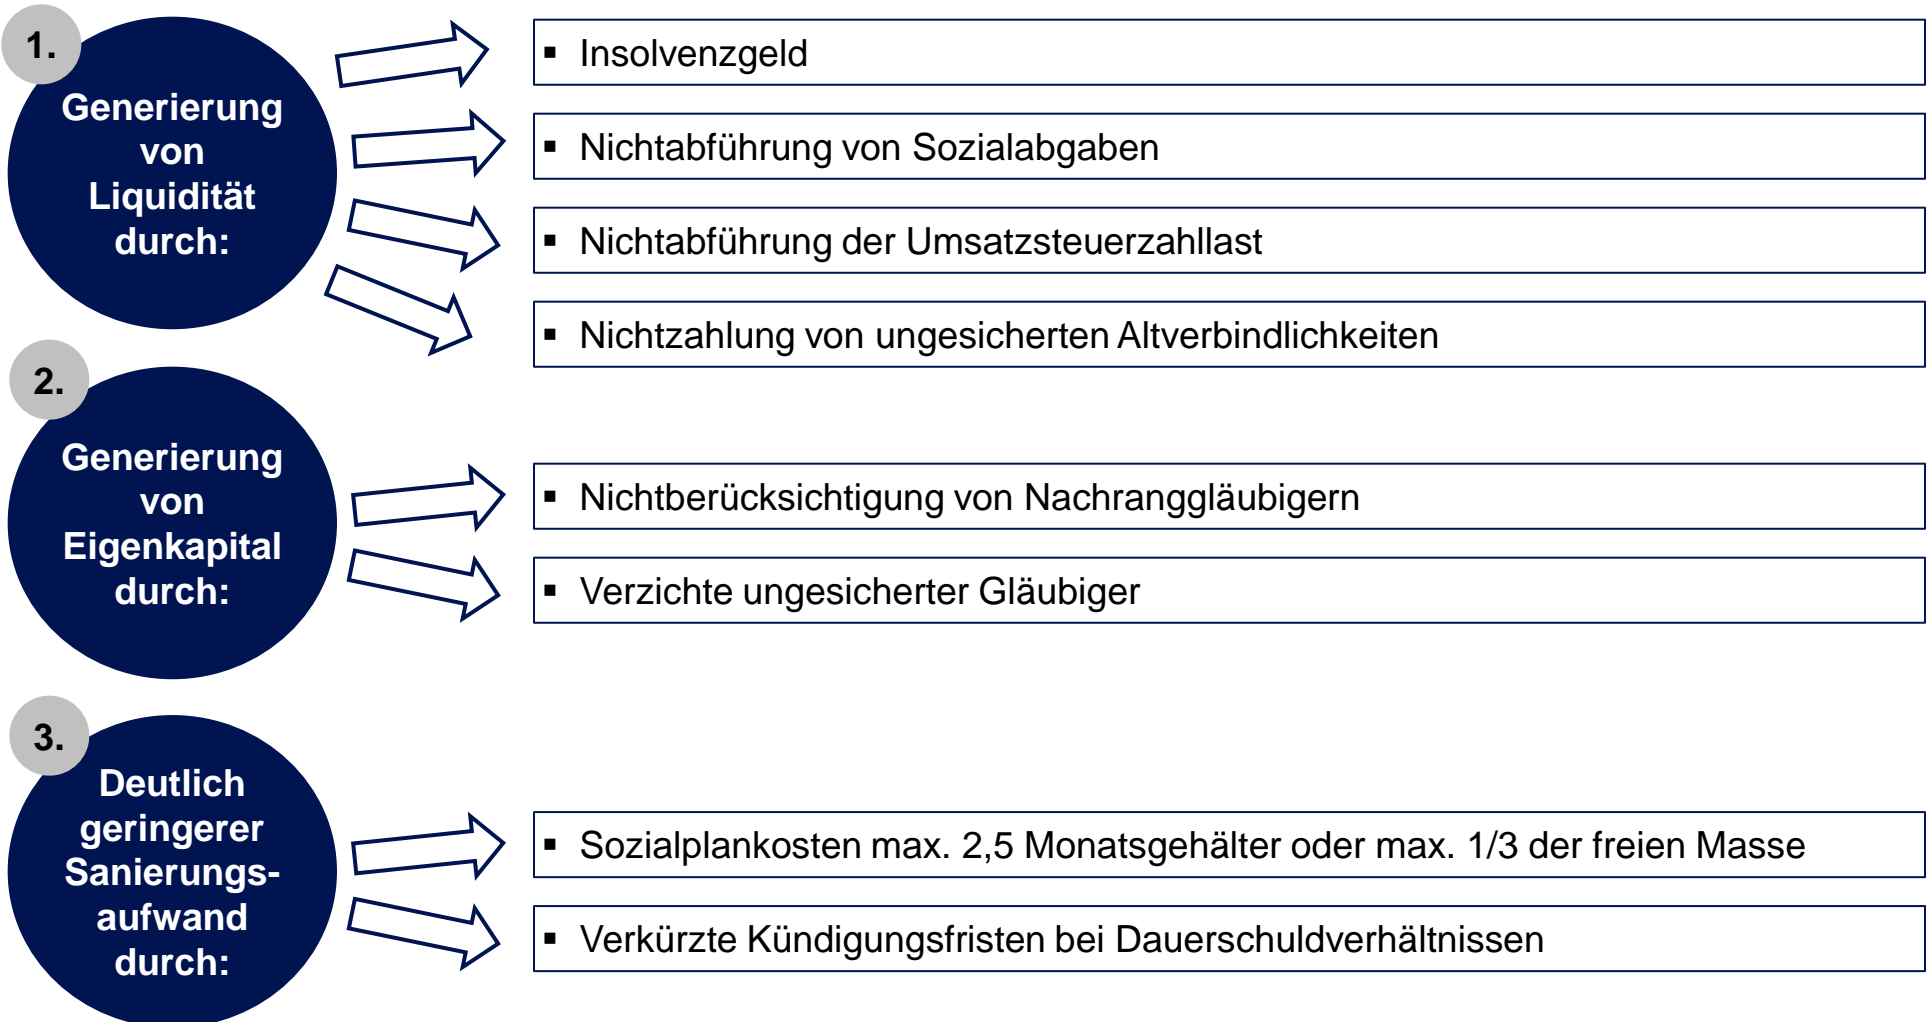 1.
Generierung
von
Liquidität
durch:
▪ Insolvenzgeld
▪ Nichtabführung von Sozialabgaben
▪ Nichtabführung der Umsatzsteuerzahllast
▪ Nichtzahlung von ungesicherten Altverbindlichkeiten
2.
Generierung
von
Eigenkapital
durch:
▪ Nichtberücksichtigung von Nachranggläubigern
▪ Verzichte ungesicherter Gläubiger
3.
Deutlich
geringerer
Sanierungs-
aufwand
durch:
▪ Sozialplankosten max. 2,5 Monatsgehälter oder max. 1/3 der freien Masse
▪ Verkürzte Kündigungsfristen bei Dauerschuldverhältnissen